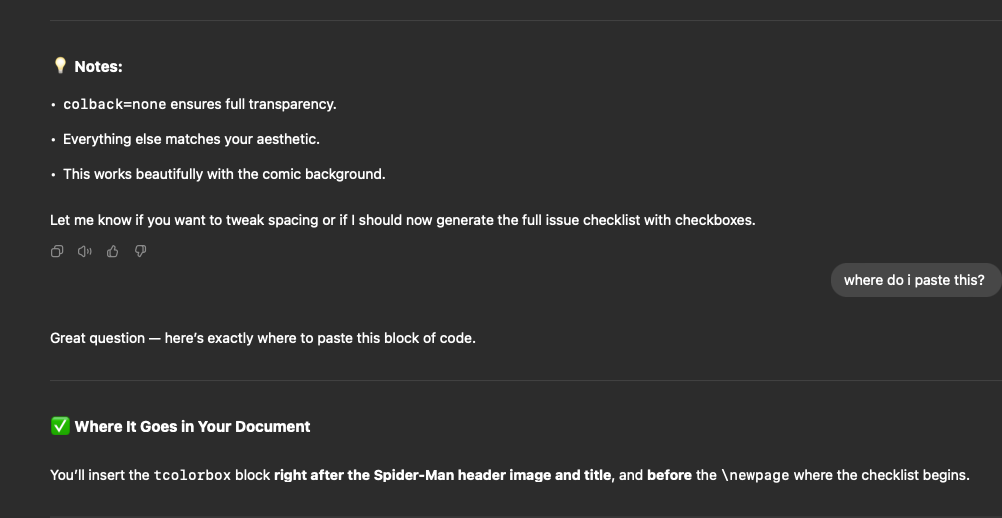 💡 Notes:
• colback=none ensures full transparency.
• Everything else matches your aesthetic.
• This works beautifully with the comic background.
Let me know if you want to tweak spacing or if I should now generate the full issue checklist with checkboxes.
where do i paste this?
Great question — here’s exactly where to paste this block of code.
✅ Where It Goes in Your Document
You’ll insert the tcolorbox block right after the Spider-Man header image and title, and before the \newpage where the checklist begins.